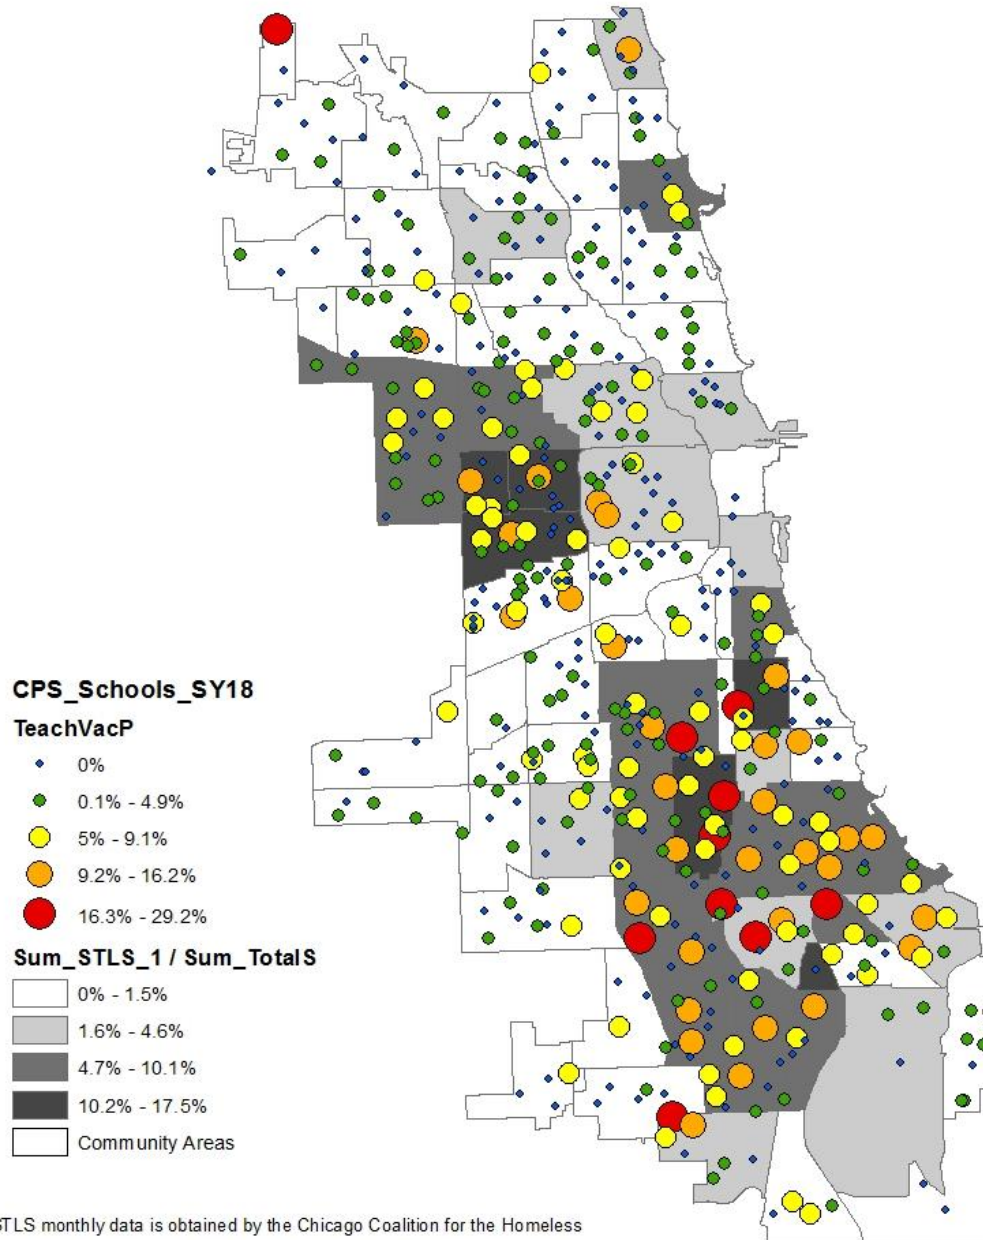 CPS_Schools_SY18
TeachVacP
0%
0.1% - 4.9%
5% - 9.1%
9.2% - 16.2%
16.3% - 29.2%
Sum_STLS_1 / Sum_TotalS
0% - 1.5%
1.6% - 4.6%
4.7% - 10.1%
10.2% - 17.5%
Community Areas
STLS monthly data is obtained by the Chicago Coalition for the Homeless